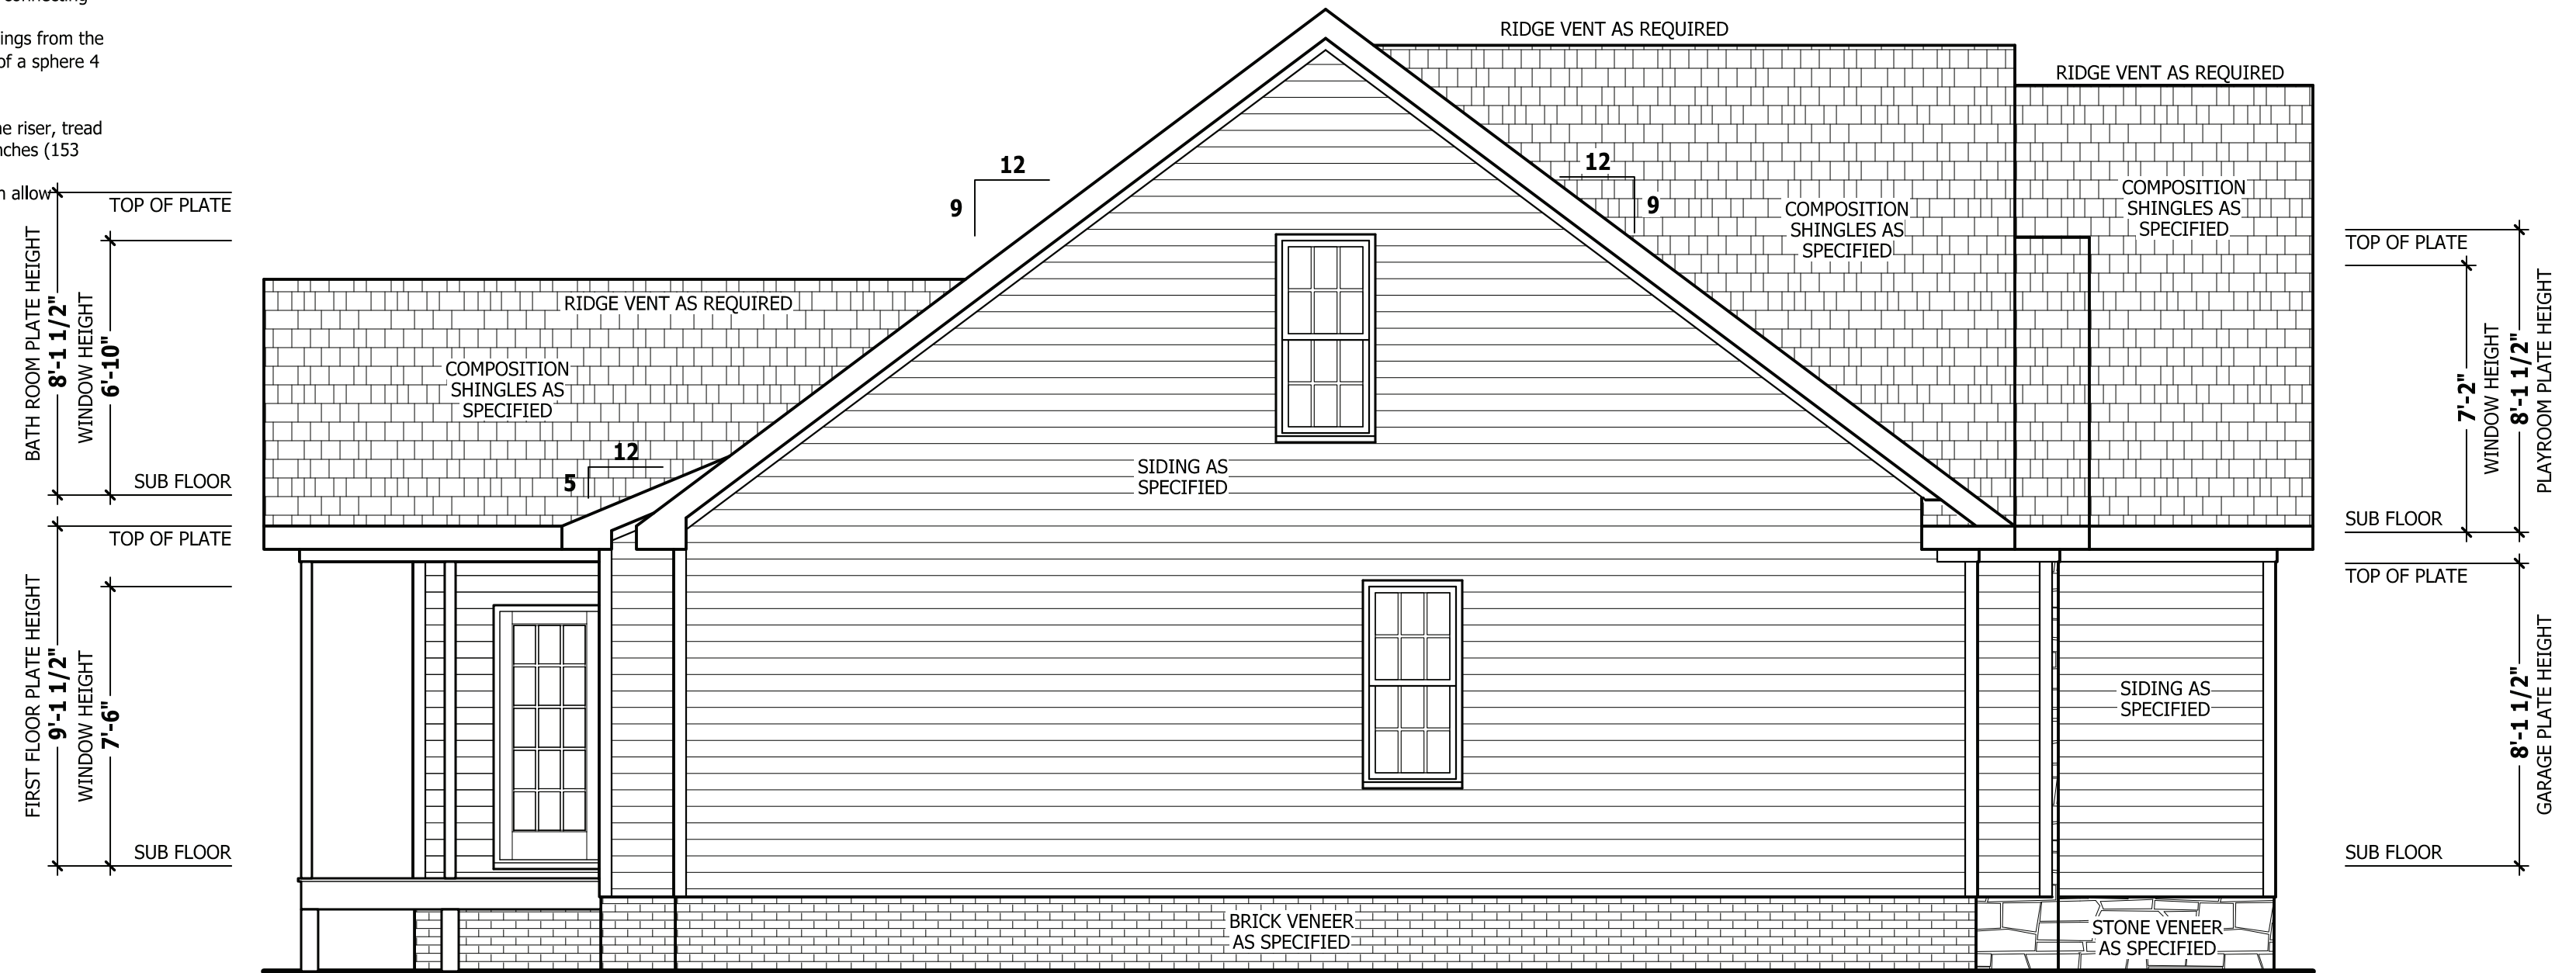 connecting
ings from the
of a sphere 4
e riser, tread
ches (153
allow
RIDGE VENT AS REQUIRED
RIDGE VENT AS REQUIRED
12
9
12
9
COMPOSITION
SHINGLES AS
SPECIFIED
COMPOSITION
SHINGLES AS
SPECIFIED
TOP OF PLATE
BATH ROOM PLATE HEIGHT
8'-1 1/2"
WINDOW HEIGHT
6'-10"
SUB FLOOR
RIDGE VENT AS REQUIRED
COMPOSITION
SHINGLES AS
SPECIFIED
12
5
SIDING AS
SPECIFIED
TOP OF PLATE
7'-2"
WINDOW HEIGHT
8'-1 1/2"
PLAYROOM PLATE HEIGHT
SUB FLOOR
TOP OF PLATE
FIRST FLOOR PLATE HEIGHT
9'-1 1/2"
WINDOW HEIGHT
7'-6"
SUB FLOOR
TOP OF PLATE
SIDING AS
SPECIFIED
8'-1 1/2"
GARAGE PLATE HEIGHT
SUB FLOOR
BRICK VENEER
AS SPECIFIED
STONE VENEER
AS SPECIFIED